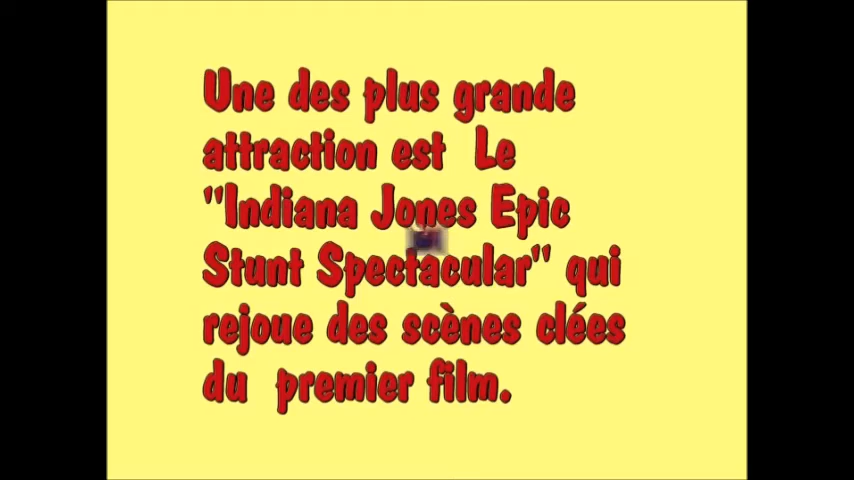 Une des plus grande
attraction est  Le
"Indiana Jones Epic
Stunt Spectacular" qui
rejoue des scènes clées
du  premier film.